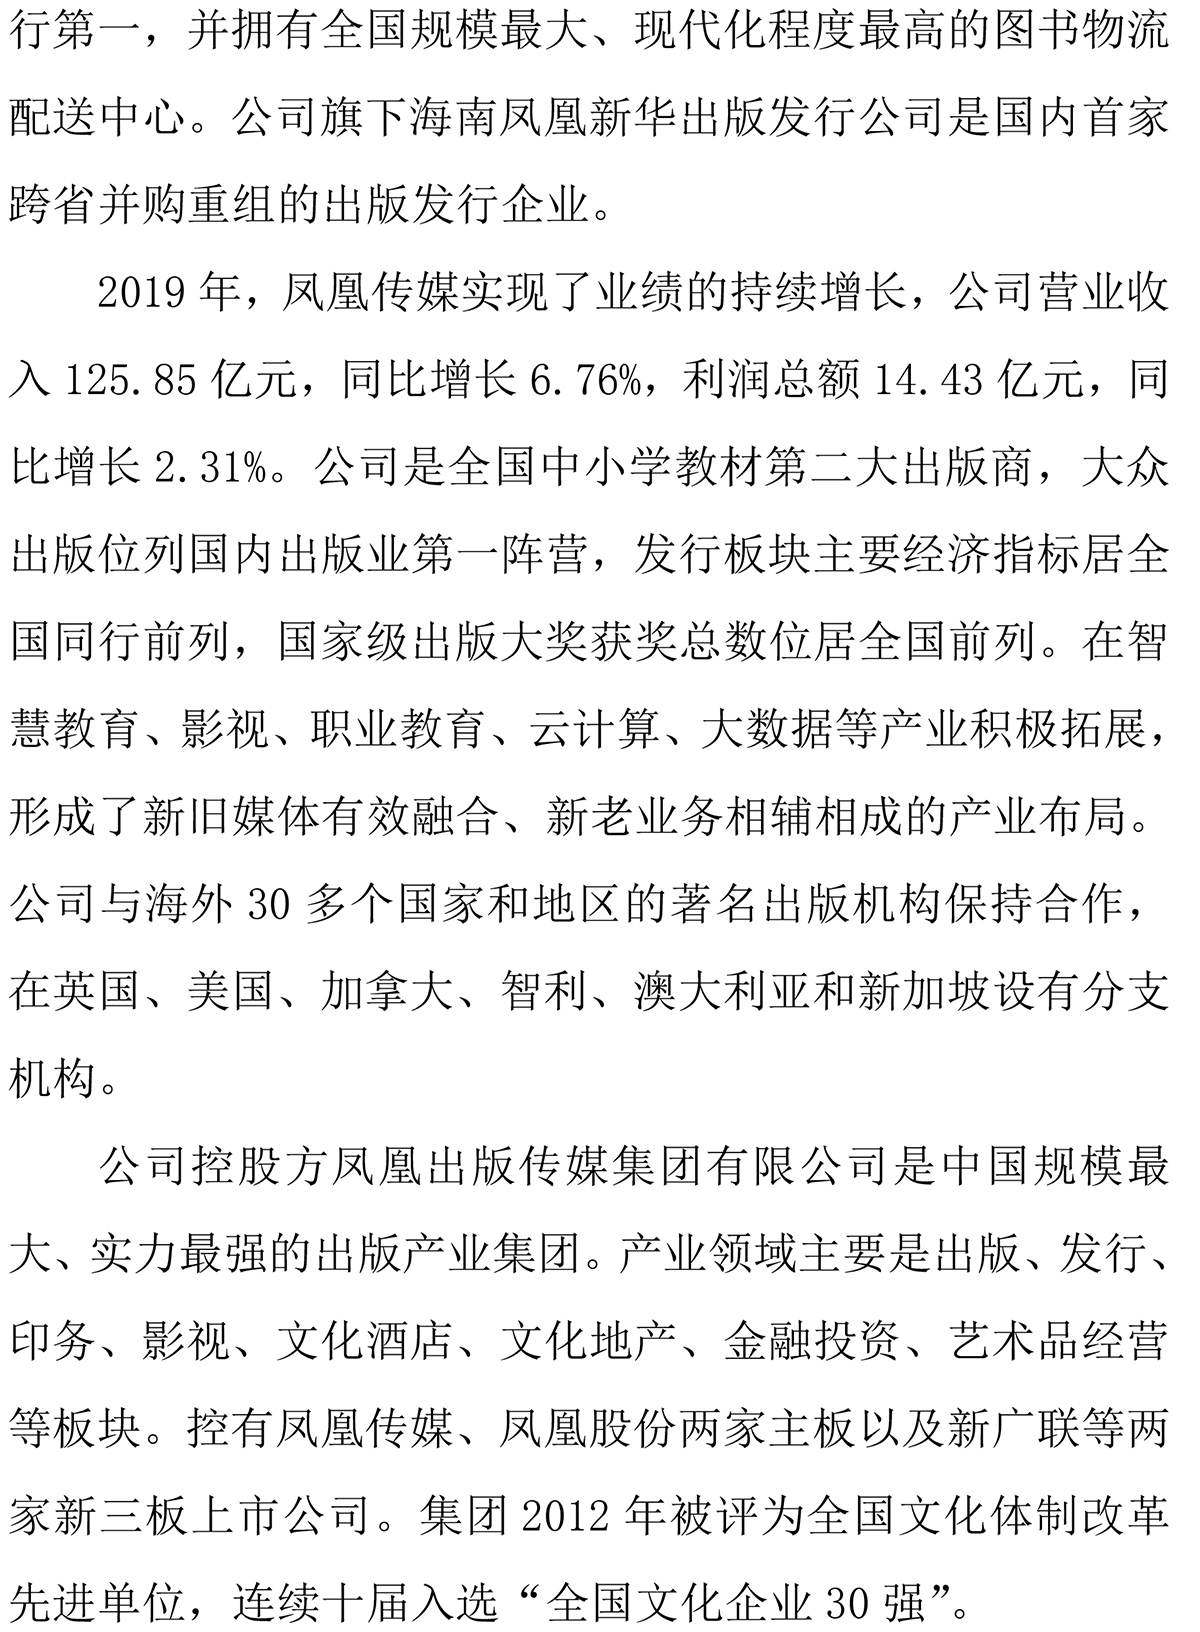 行第一，并拥有全国规模最大、现代化程度最高的图书物流
配送中心。公司旗下海南凤凰新华出版发行公司是国内首家
跨省并购重组的出版发行企业。
2019 年，凤凰传媒实现了业绩的持续增长，公司营业收
入 125.85 亿元，同比增长 6.76%，利润总额 14.43 亿元，同
比增长 2.31%。公司是全国中小学教材第二大出版商，大众
出版位列国内出版业第一阵营，发行板块主要经济指标居全
国同行前列，国家级出版大奖获奖总数位居全国前列。在智
慧教育、影视、职业教育、云计算、大数据等产业积极拓展，
形成了新旧媒体有效融合、新老业务相辅相成的产业布局。
公司与海外 30 多个国家和地区的著名出版机构保持合作，
在英国、美国、加拿大、智利、澳大利亚和新加坡设有分支
机构。
公司控股方凤凰出版传媒集团有限公司是中国规模最
大、实力最强的出版产业集团。产业领域主要是出版、发行、
印务、影视、文化酒店、文化地产、金融投资、艺术品经营
等板块。控有凤凰传媒、凤凰股份两家主板以及新广联等两
家新三板上市公司。集团 2012 年被评为全国文化体制改革
先进单位，连续十届入选“全国文化企业 30 强”。